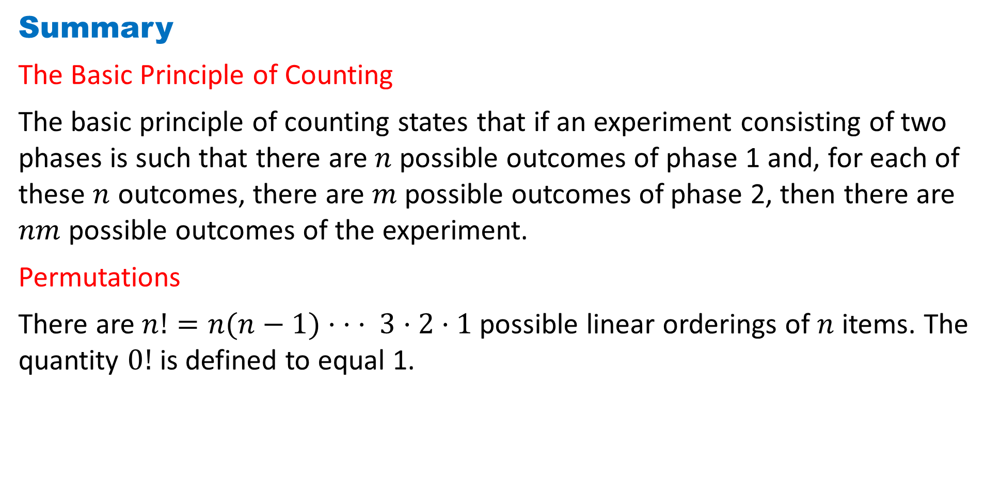 Summary
The Basic Principle of Counting
The basic principle of counting states that if an experiment consisting of two
phases is such that there are n possible outcomes of phase 1 and, for each of
these n outcomes, there are m possible outcomes of phase 2, then there are
nm possible outcomes of the experiment.
Permutations
There are n! = n(n − 1) · · · 3 · 2 · 1 possible linear orderings of n items. The
quantity 0! is defined to equal 1.